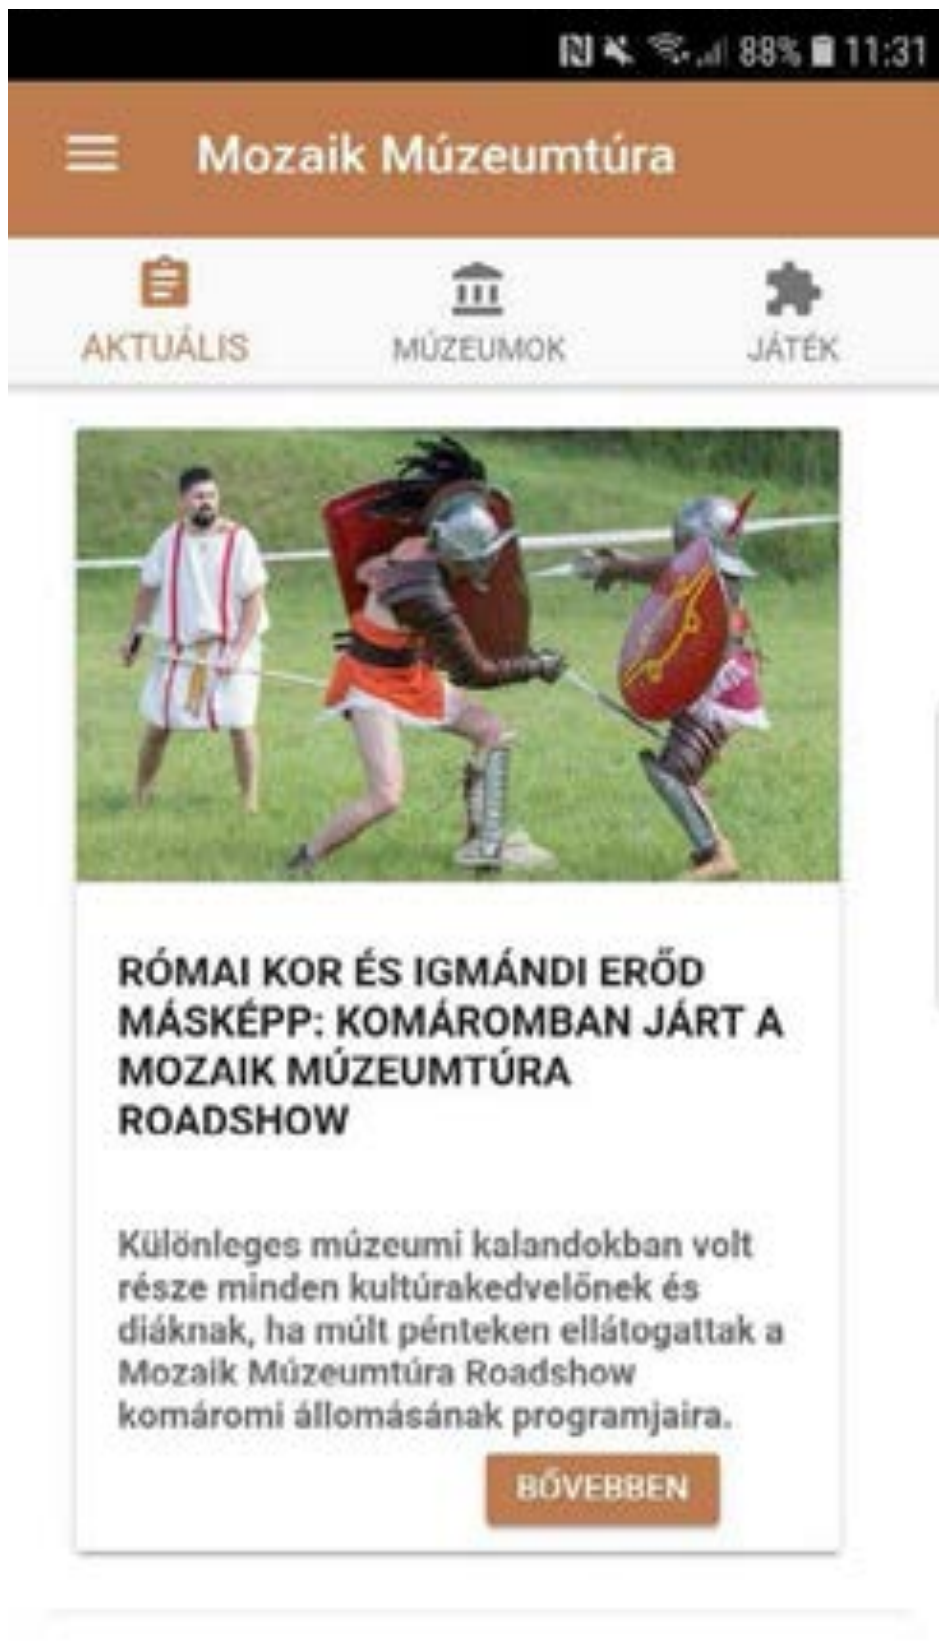 88% 11:31
Mozaik Múzeumtúra
AKTUÁLIS MÚZEUMOK JÁTÉK
RÓMAI KOR ÉS IGMÁNDI ERŐD
MÁSKÉPP: KOMÁROMBAN JÁRT A
MOZAIK MÚZEUMTÚRA
ROADSHOW
Különleges múzeumi kalandokban volt
része minden kultúrakedvelőnek és
diáknak, ha múlt pénteken ellátogattak a
Mozaik Múzeumtúra Roadshow
komáromi állomásának programjaira.
BŐVEBBEN